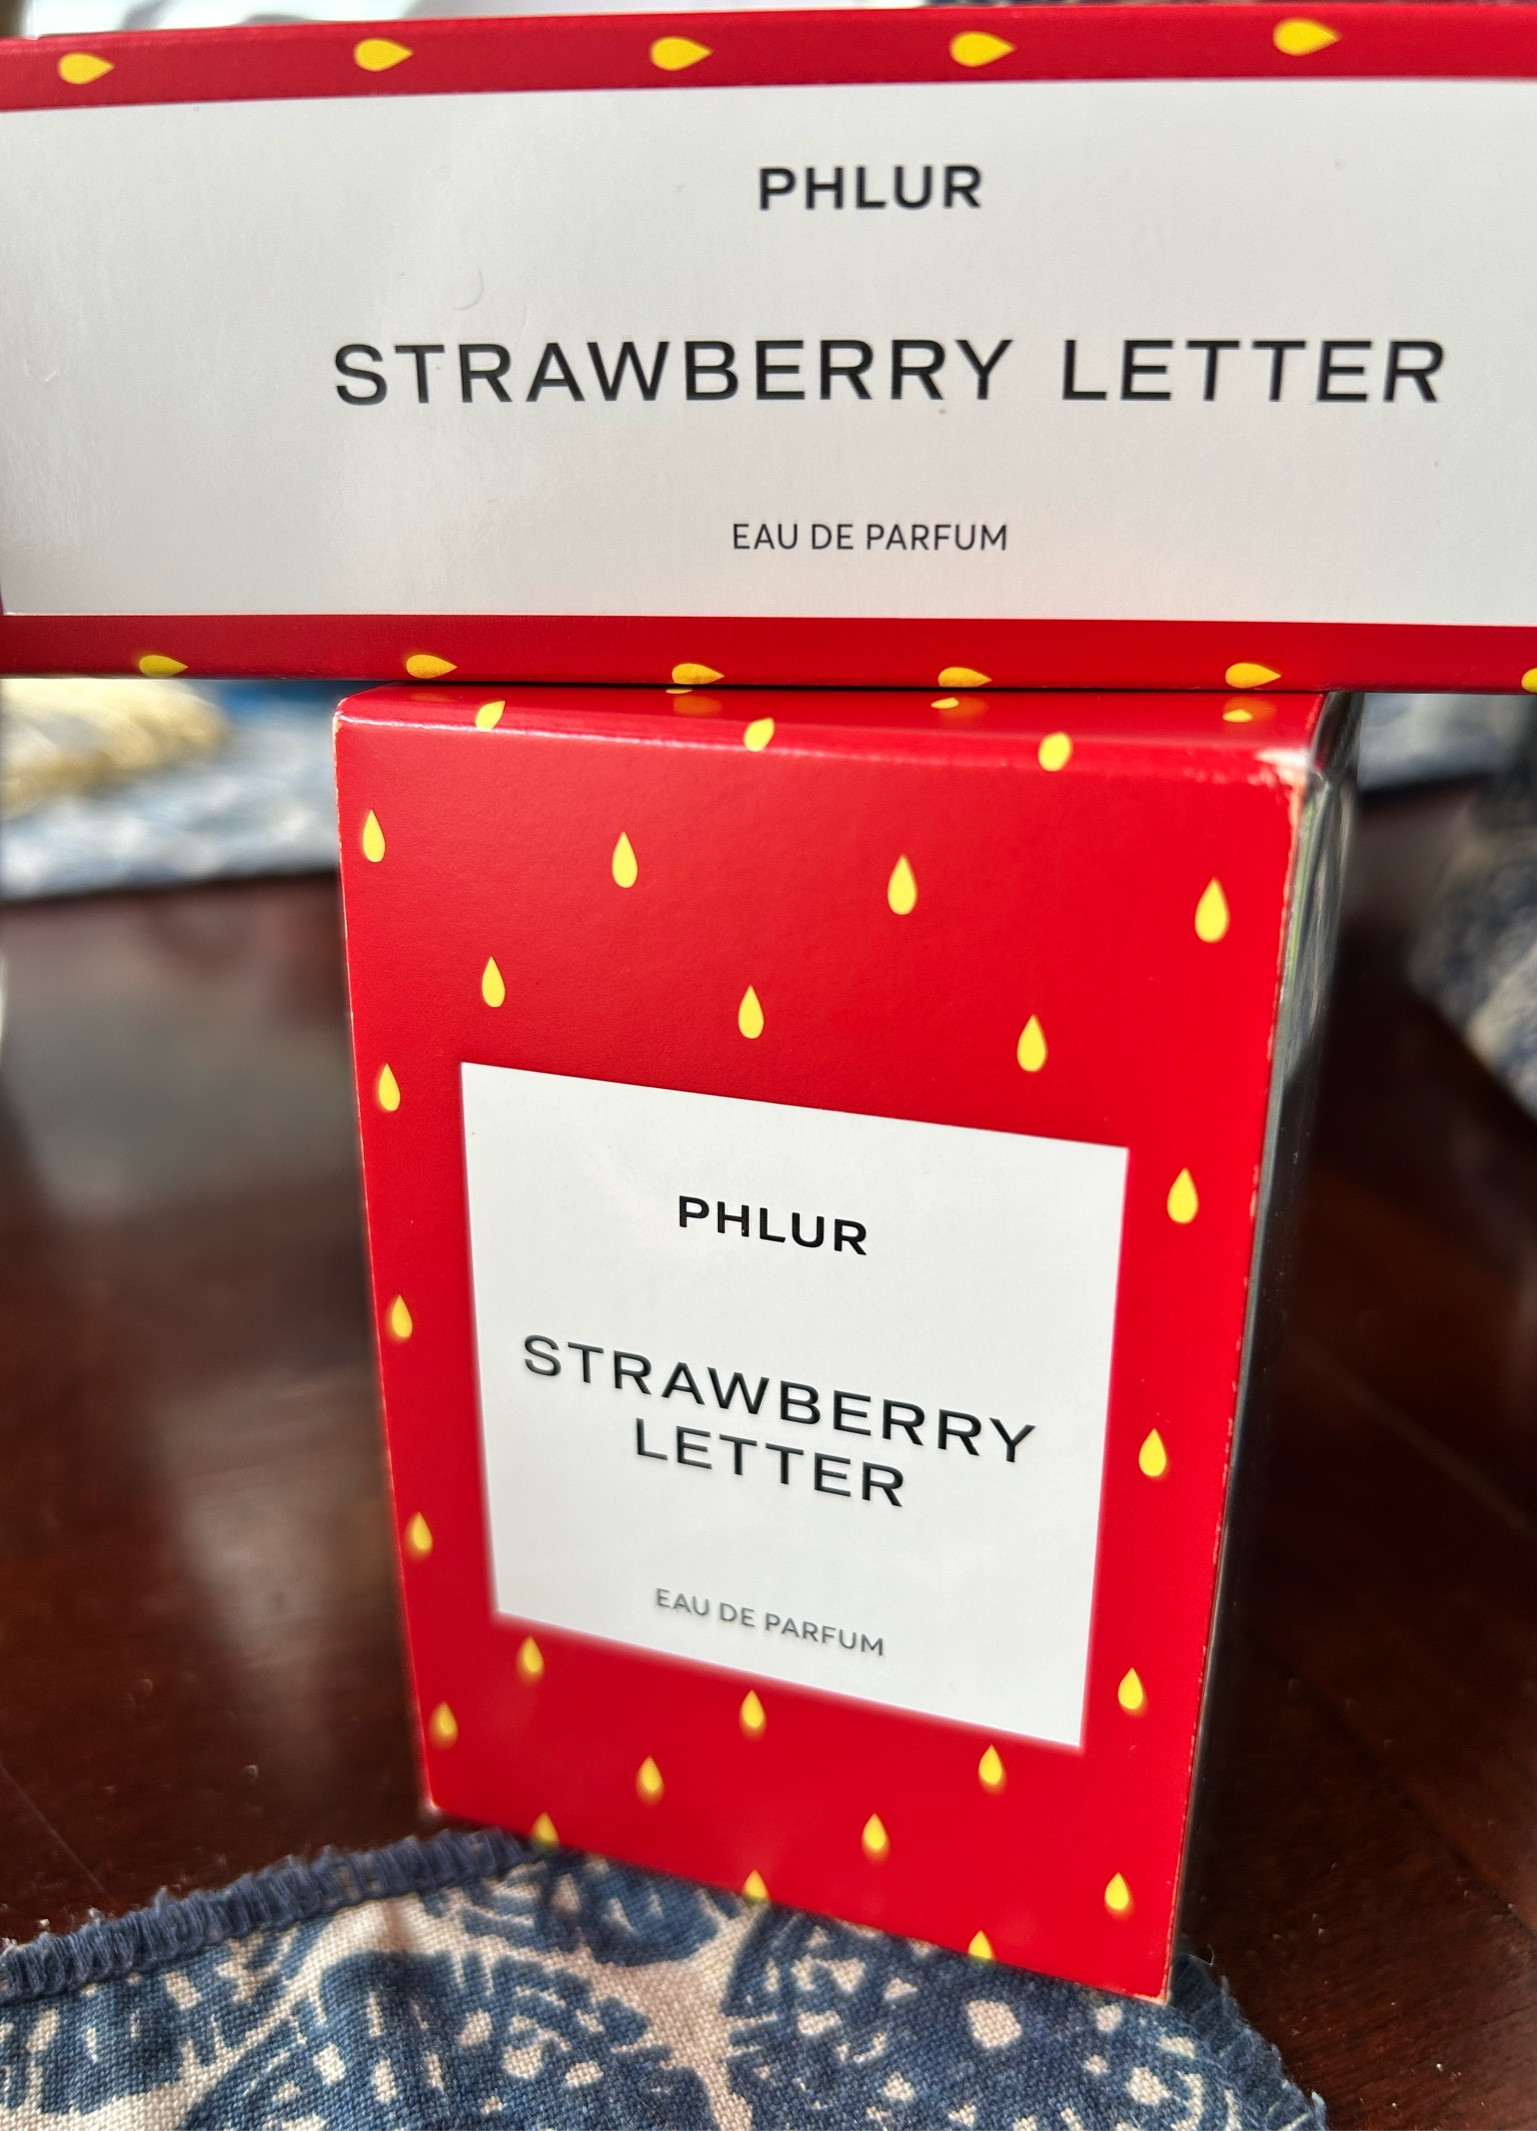 PHLUR
STRAWBERRY LETTER
EAU DE PARFUM
PHLUR
STRAWBERRY
LETTER
EAU DE PARFUM